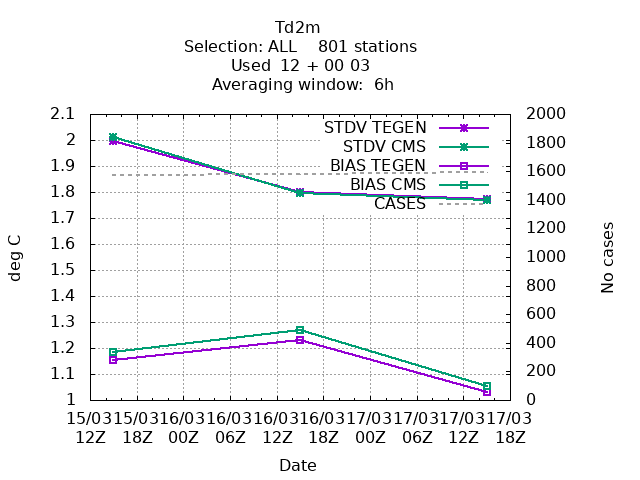 Td2m
Selection: ALL    801 stations
Used  12 + 00 03
Averaging window:  6h
2.1
2
1.9
1.8
1.7
1.6
1.5
1.4
1.3
1.2
1.1
1
deg C
STDV TEGEN
STDV CMS
BIAS TEGEN
BIAS CMS
CASES
2000
1800
1600
1400
1200
1000
800
600
400
200
0
No cases
15/03 15/03 16/03 16/03 16/03 16/03 17/03 17/03 17/03 17/03
12Z 18Z 00Z 06Z 12Z 18Z 00Z 06Z 12Z 18Z
Date